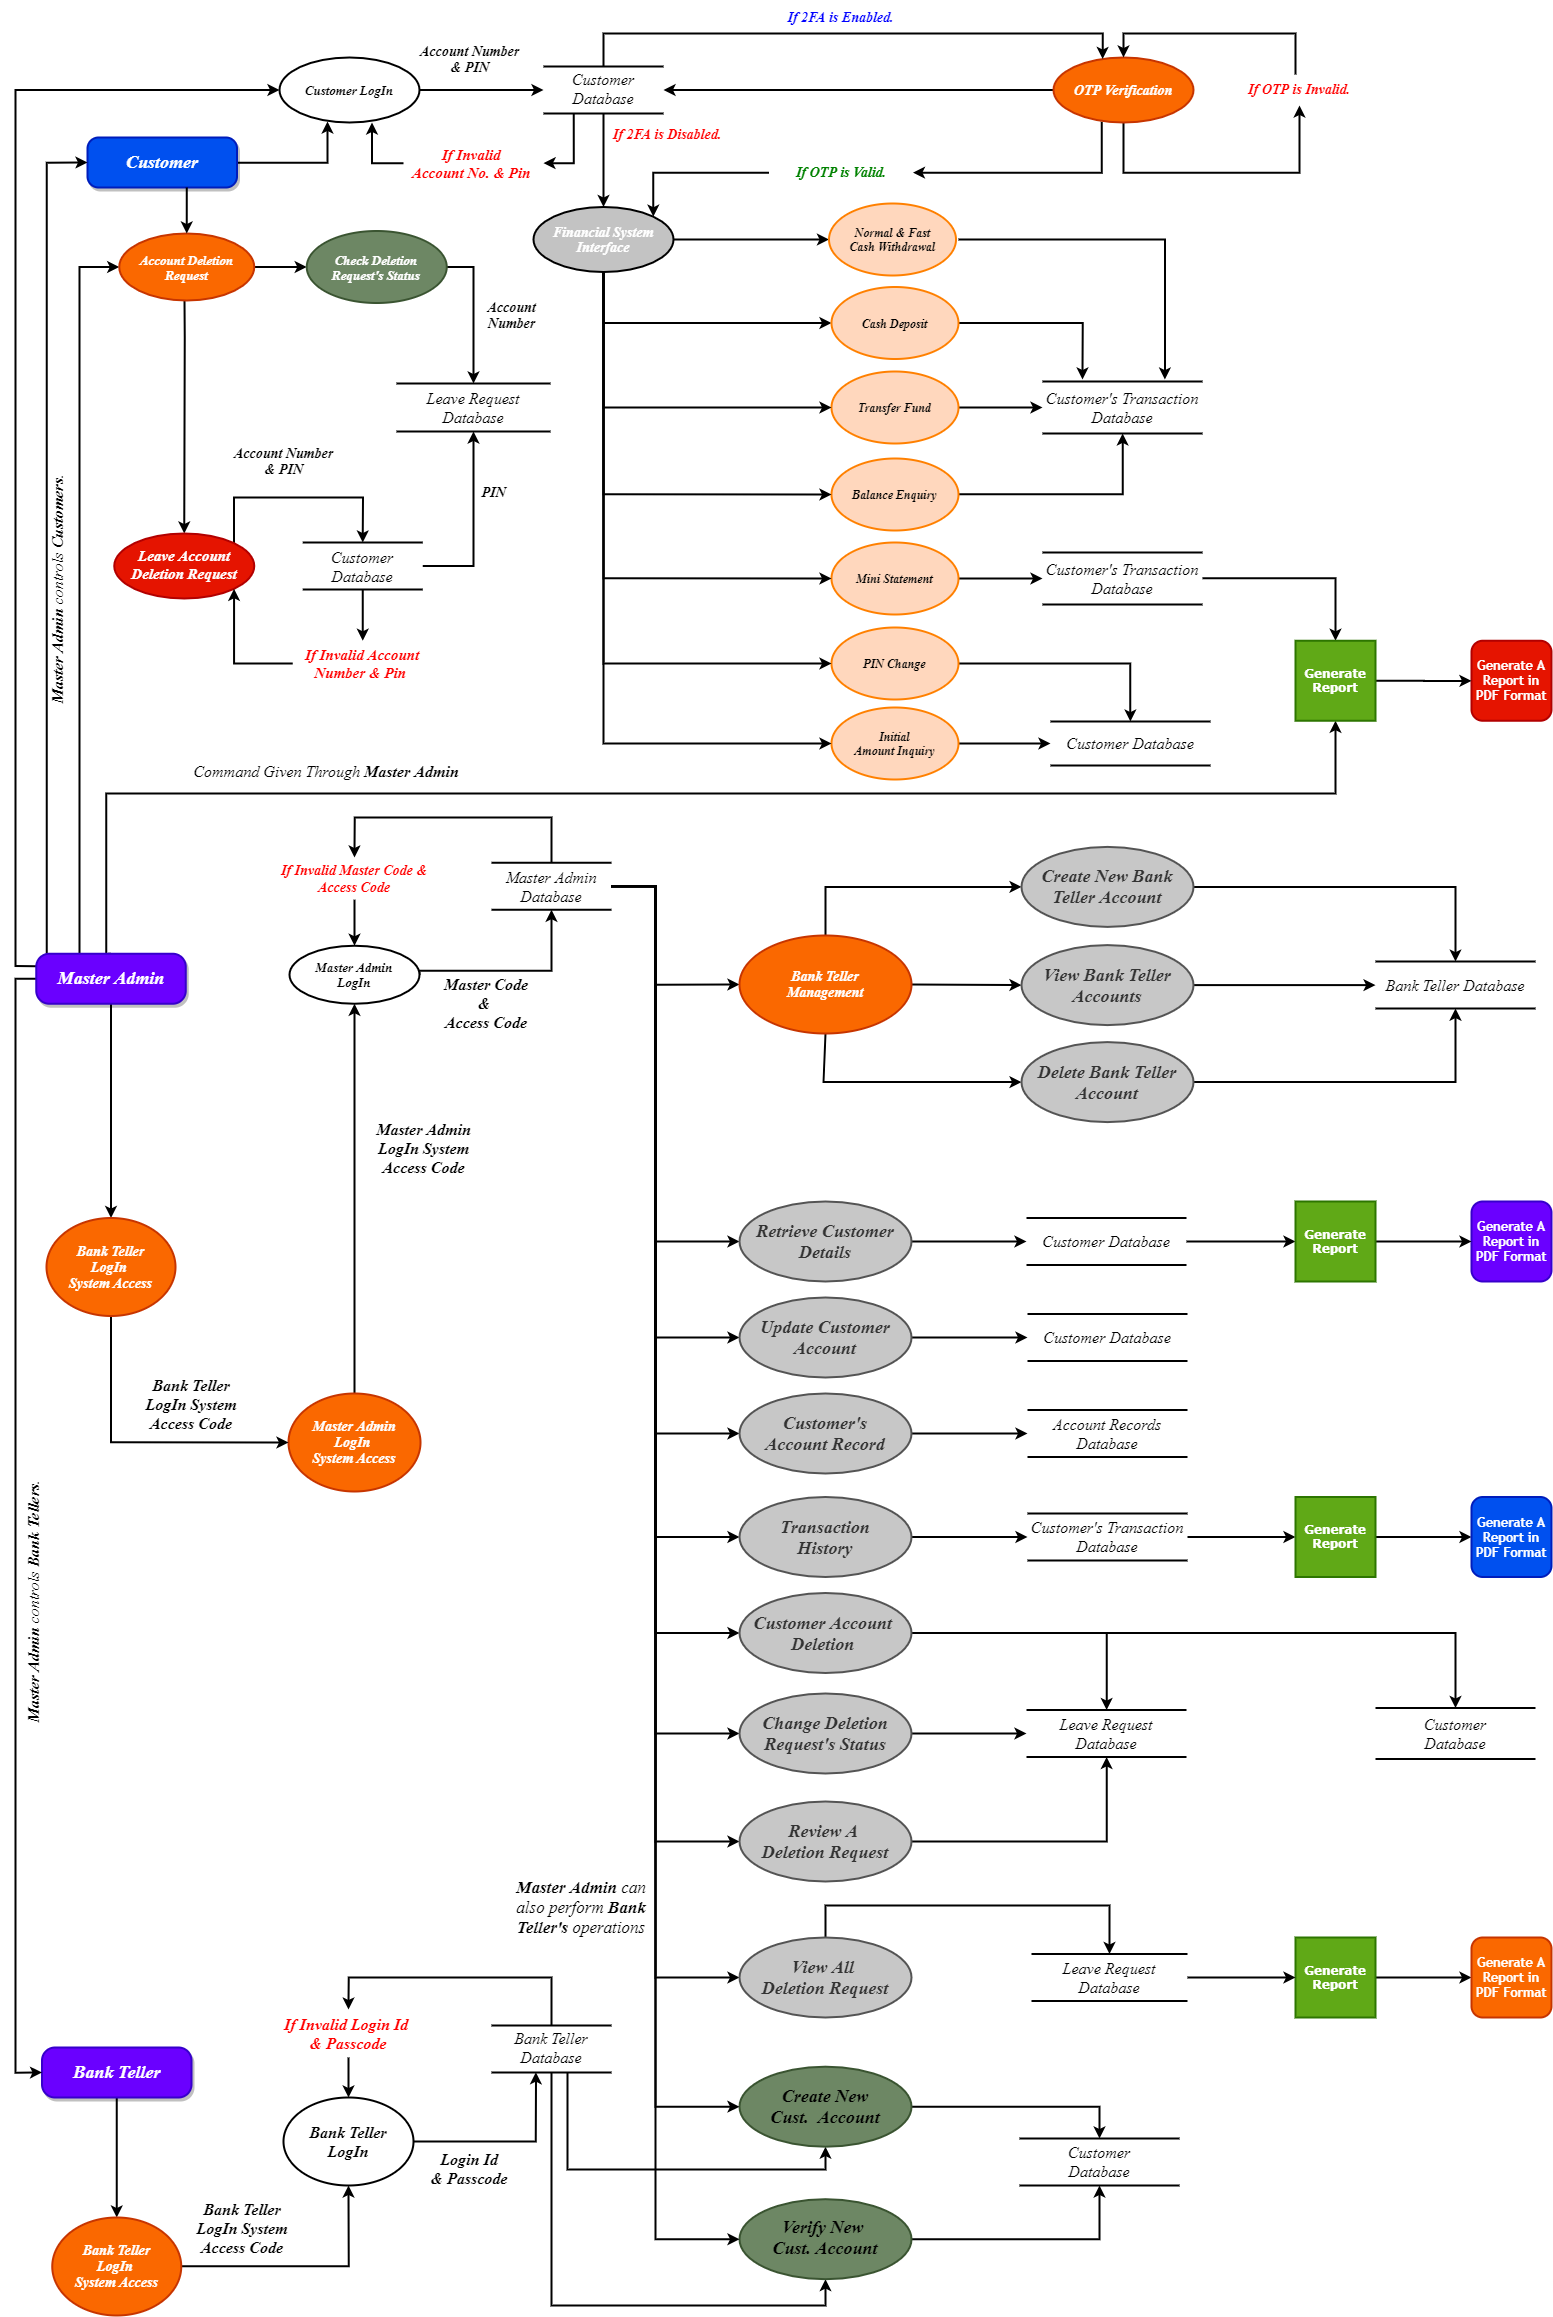 If 2FA is Enabled.
Account Number
& PIN
Customer LogIn
Customer
Database
OTP Verification
If OTP is Invalid.
If 2FA is Disabled.
Customer
If Invalid
Account No. & Pin
If OTP is Valid.
Financial System
Interface
Normal & Fast
Cash Withdrawal
Account Deletion
Request
Check Deletion
Request's Status
Account
Number
Cash Deposit
Leave Request
Database
Transfer Fund
Customer's Transaction
Database
Account Number
& PIN
PIN
Balance Enquiry
Master Admin controls Customers.
Leave Account
Deletion Request
Customer
Database
Mini Statement
Customer's Transaction
Database
If Invalid Account
Number & Pin
PIN Change
Generate
Report
Generate A
Report in
PDF Format
Initial
Amount Inquiry
Customer Database
Command Given Through Master Admin
If Invalid Master Code &
Access Code
Master Admin
Database
Create New Bank
Teller Account
Master Admin
Master Admin
LogIn
Master Code
&
Access Code
Bank Teller
Management
View Bank Teller
Accounts
Bank Teller Database
Delete Bank Teller
Account
Master Admin
LogIn System
Access Code
Bank Teller
LogIn
System Access
Retrieve Customer
Details
Customer Database
Generate
Report
Generate A
Report in
PDF Format
Update Customer
Account
Customer Database
Bank Teller
LogIn System
Access Code
Master Admin
LogIn
System Access
Customer's
Account Record
Account Records
Database
Master Admin controls Bank Tellers.
Transaction
History
Customer's Transaction
Database
Generate
Report
Generate A
Report in
PDF Format
Customer Account
Deletion
Change Deletion
Request's Status
Leave Request
Database
Customer
Database
Review A
Deletion Request
Master Admin can
also perform Bank
Teller's operations
View All
Deletion Request
Leave Request
Database
Generate
Report
Generate A
Report in
PDF Format
If Invalid Login Id
& Passcode
Bank Teller
Database
Bank Teller
Create New
Cust. Account
Bank Teller
LogIn
Login Id
& Passcode
Customer
Database
Bank Teller
LogIn System
Access Code
Verify New
Cust. Account
Bank Teller
LogIn
System Access